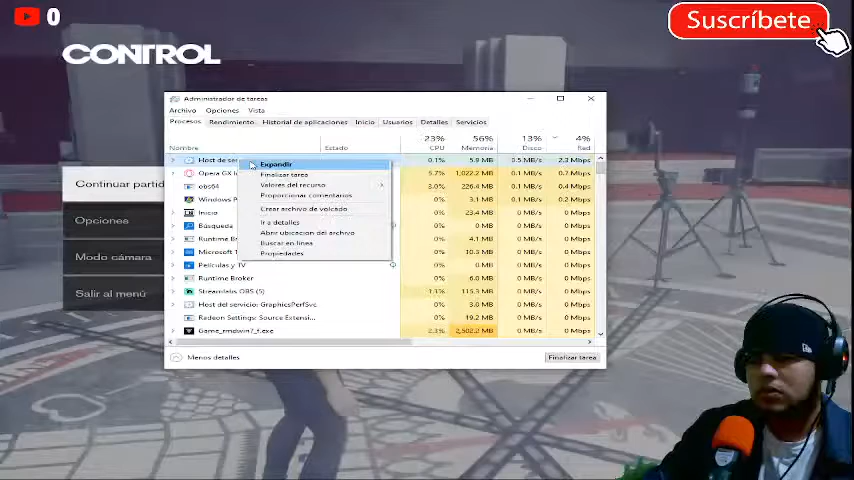 0
Suscríbete
CONTROL
Administrador de tareas
Archivo Opciones Vista
Procesos Rendimiento Historial de aplicaciones Inicio Usuarios Detalles Servicios
23% 56% 13% 4%
Nombre Estado CPU Memoria Disco Red
Host de ser 0.1% 5.9 MB 0.5 MB/s 2.3 Mbps
Opera GX i 5.7% 1,022.2 MB 0.1 MB/s 0.7 Mbps
obs64 3.0% 226.4 MB 0.1 MB/s 0.4 Mbps
Windows P 0% 3.1 MB 0.1 MB/s 0.2 Mbps
Inicio 0% 23.4 MB 0 MB/s 0 Mbps
Búsqueda 0% 0 MB 0 MB/s 0 Mbps
Runtime Br 0% 4.1 MB 0 MB/s 0 Mbps
Microsoft T 0% 10.3 MB 0 MB/s 0 Mbps
Películas y TV 0% 0 MB 0 MB/s 0 Mbps
Runtime Broker 0% 6.0 MB 0 MB/s 0 Mbps
Streamlabs OBS (5) 1.1% 115.3 MB 0 MB/s 0 Mbps
Host del servicio: GraphicsPerfSvc 0% 3.0 MB 0 MB/s 0 Mbps
Radeon Settings: Source Extensi... 0% 19.2 MB 0 MB/s 0 Mbps
Game_rmdwin7_f.exe 2.3% 2,502.2 MB 0 MB/s 0 Mbps
Expandir
Finalizar tarea
Valores del recurso
Proporcionar comentarios
Crear archivo de volcado
Ir a detalles
Abrir ubicación del archivo
Buscar en línea
Propiedades
Menos detalles Finalizar tarea
Continuar partid
Opciones
Modo cámara
Salir al menú